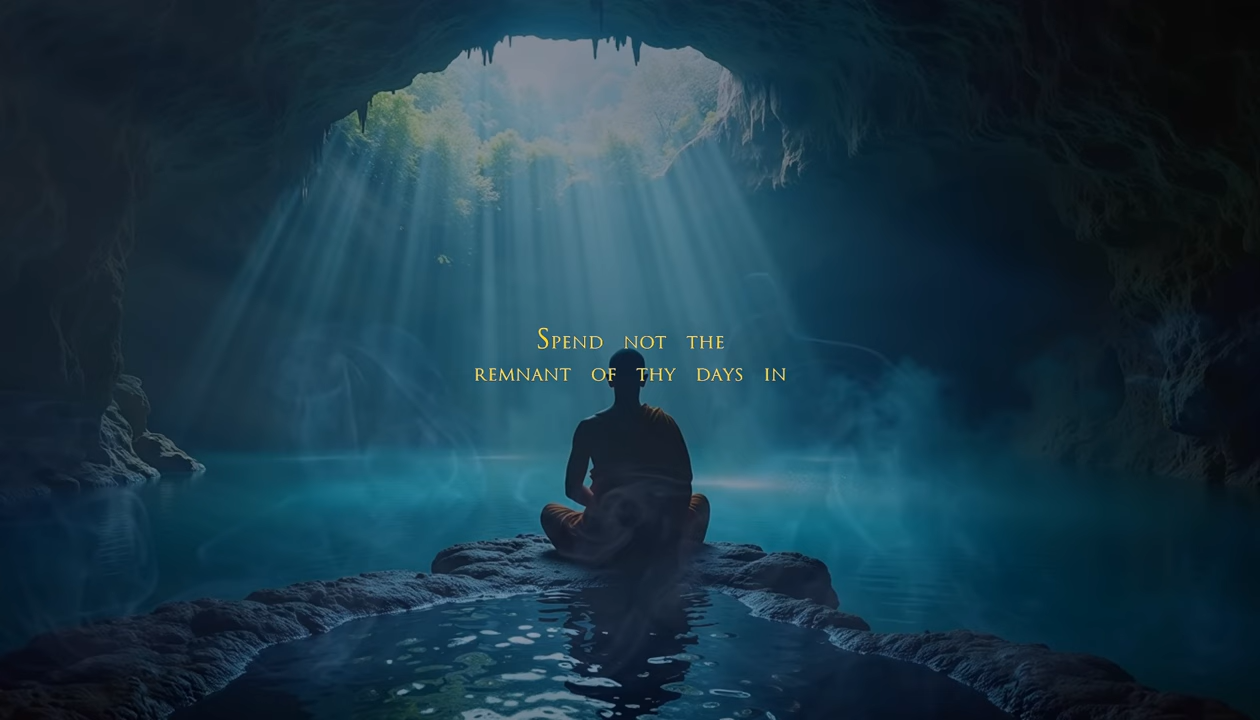 Spend not the
remnant of thy days in